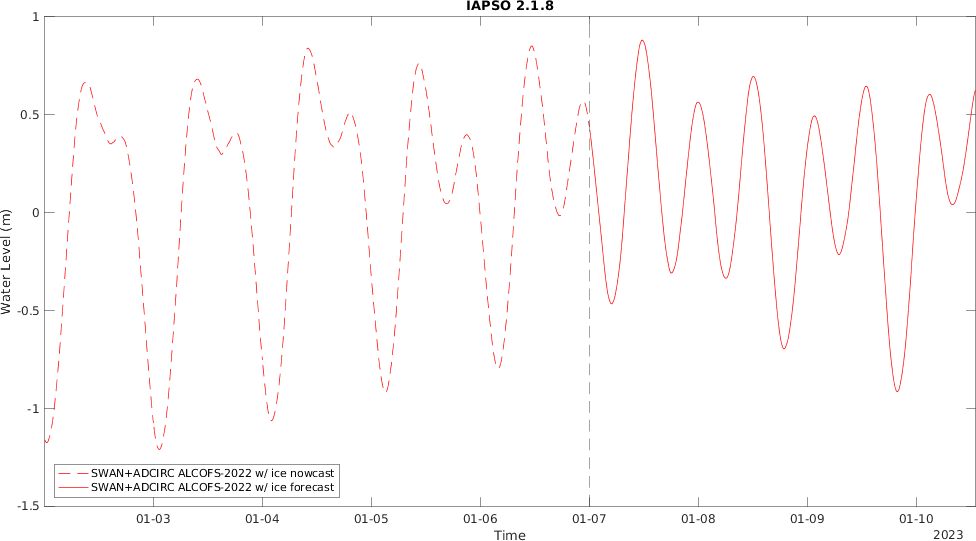 IAPSO 2.1.8
1
0.5
0
-0.5
-1
-1.5
Water Level (m)
SWAN+ADCIRC ALCOFS-2022 w/ ice nowcast
SWAN+ADCIRC ALCOFS-2022 w/ ice forecast
01-03 01-04 01-05 01-06 01-07 01-08 01-09 01-10
Time
2023